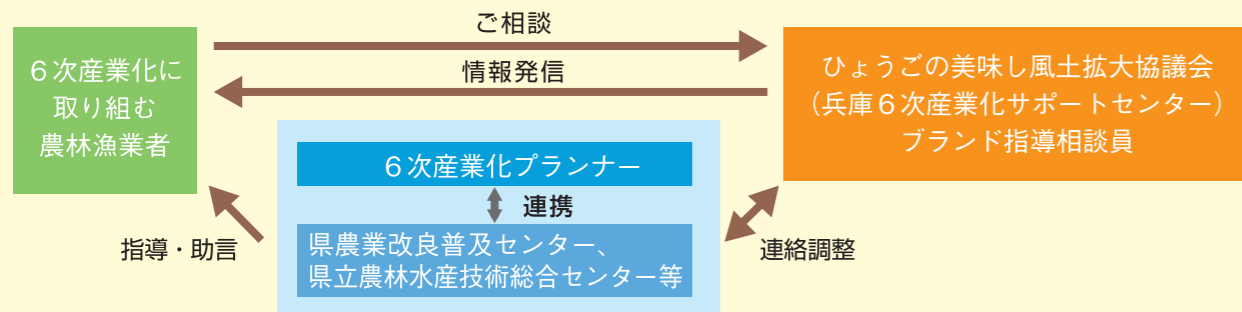 ご相談
情報発信
６次産業化に
取り組む
農林漁業者
ひょうごの美味し風土拡大協議会
（兵庫６次産業化サポートセンター）
ブランド指導相談員
６次産業化プランナー
連携
県農業改良普及センター、
県立農林水産技術総合センター等
指導・助言
連絡調整